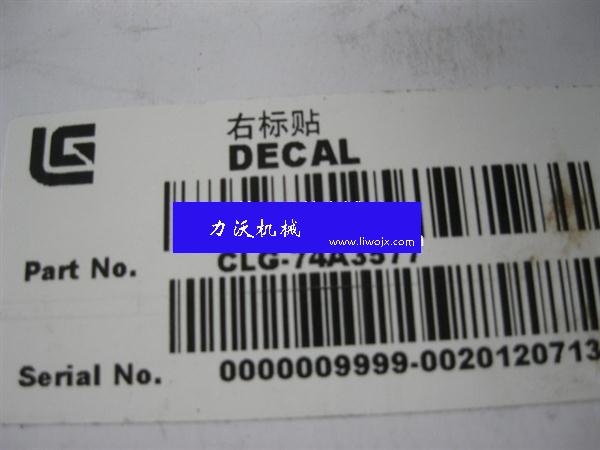 LG
右标贴
DECAL
力沃机械
www.liwojx.com
Part No.
CLG-74A3577
Serial No.
0000009999-0020120713